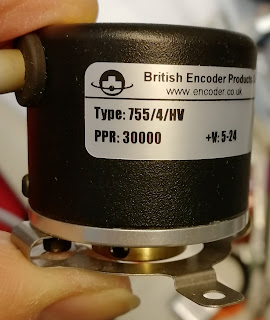 British Encoder Products
www.encoder.co.uk
Type: 755/4/HV
PPR: 30000 +V: 5-24